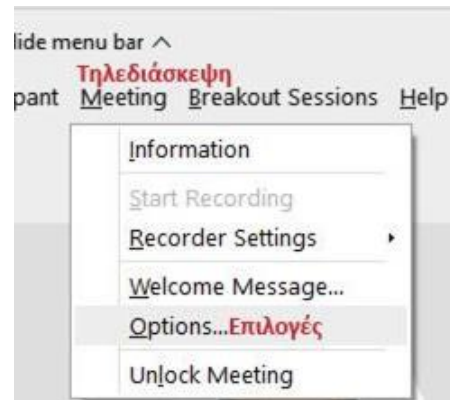 lide menu bar ^
Τηλεδιάσκεψη
pant Meeting Breakout Sessions Help
Information
Start Recording
Recorder Settings
Welcome Message...
Options...Επιλογές
Unlock Meeting